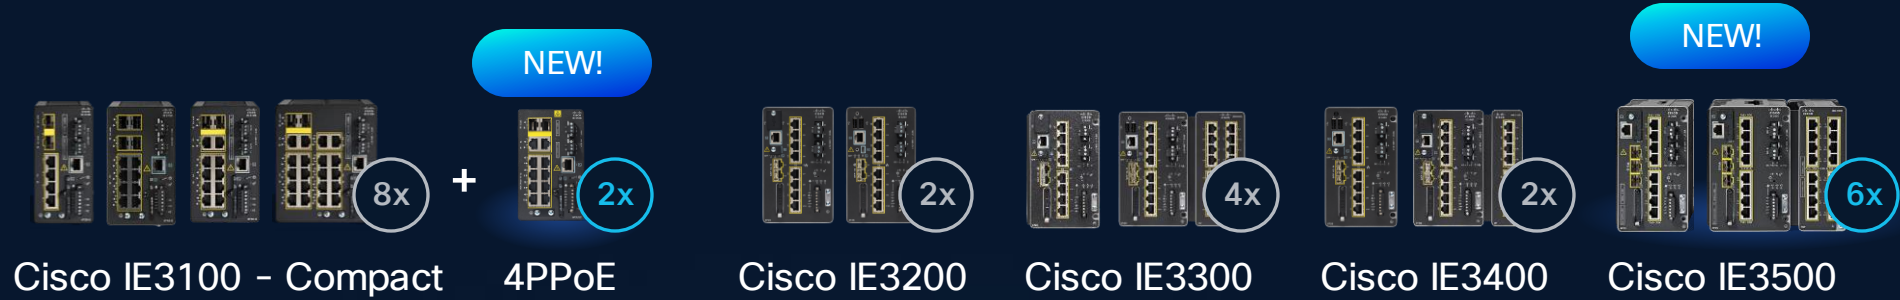 NEW!
NEW!
8x
+
2x
2x
4x
2x
6x
Cisco IE3100 - Compact
4PPoE
Cisco IE3200
Cisco IE3300
Cisco IE3400
Cisco IE3500